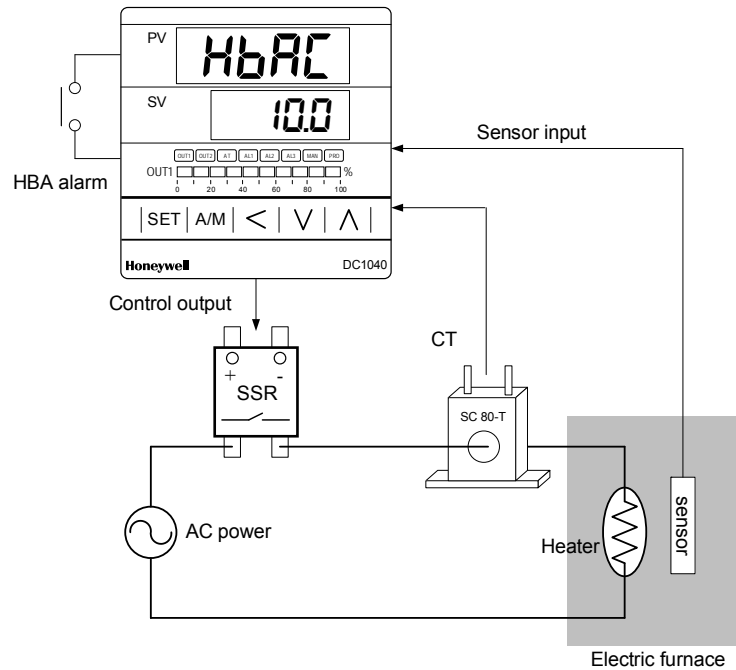 PV
HbAC
SV
10.0
OUT1 OUT2 AT AL1 AL2 AL3 MAN PRO
OUT1 %
0 20 40 60 80 100
SET A/M < ∨ ∧
Honeywell DC1040
HBA alarm
Sensor input
Control output
CT
+ -
SSR
SC 80-T
AC power
Heater
sensor
Electric furnace